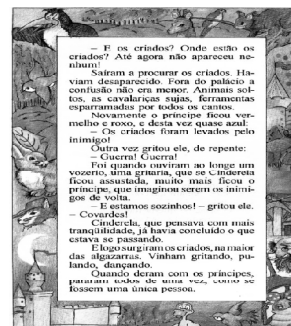 – E os criados? Onde estão os
criados? Até agora não apareceu ne-
nhum!
Saíram a procurar os criados. Ha-
viam desaparecido. Fora do palácio a
confusão não era menor. Animais sol-
tos, as cavalariças sujas, ferramentas
esparramadas por todos os cantos.
Novamente o príncipe ficou ver-
melho e roxo, e desta vez quase azul:
– Os criados foram levados pelo
inimigo!
Outra vez gritou ele, de repente:
– Guerra! Guerra!
Foi quando ouviram ao longe um
vozerio, uma gritaria, que se Cinderela
ficou assustada, muito mais ficou o
príncipe, que imaginou serem os inimi-
gos de volta.
– E estamos sozinhos! – gritou ele.
– Covardes!
Cinderela, que pensava com mais
tranqüilidade, já havia concluído o que
estava se passando.
E logo surgiram os criados, na maior
das algazarras. Vinham gritando, pu-
lando, dançando.
Quando deram com os príncipes,
pararam todos de uma vez, como se
fossem uma única pessoa.